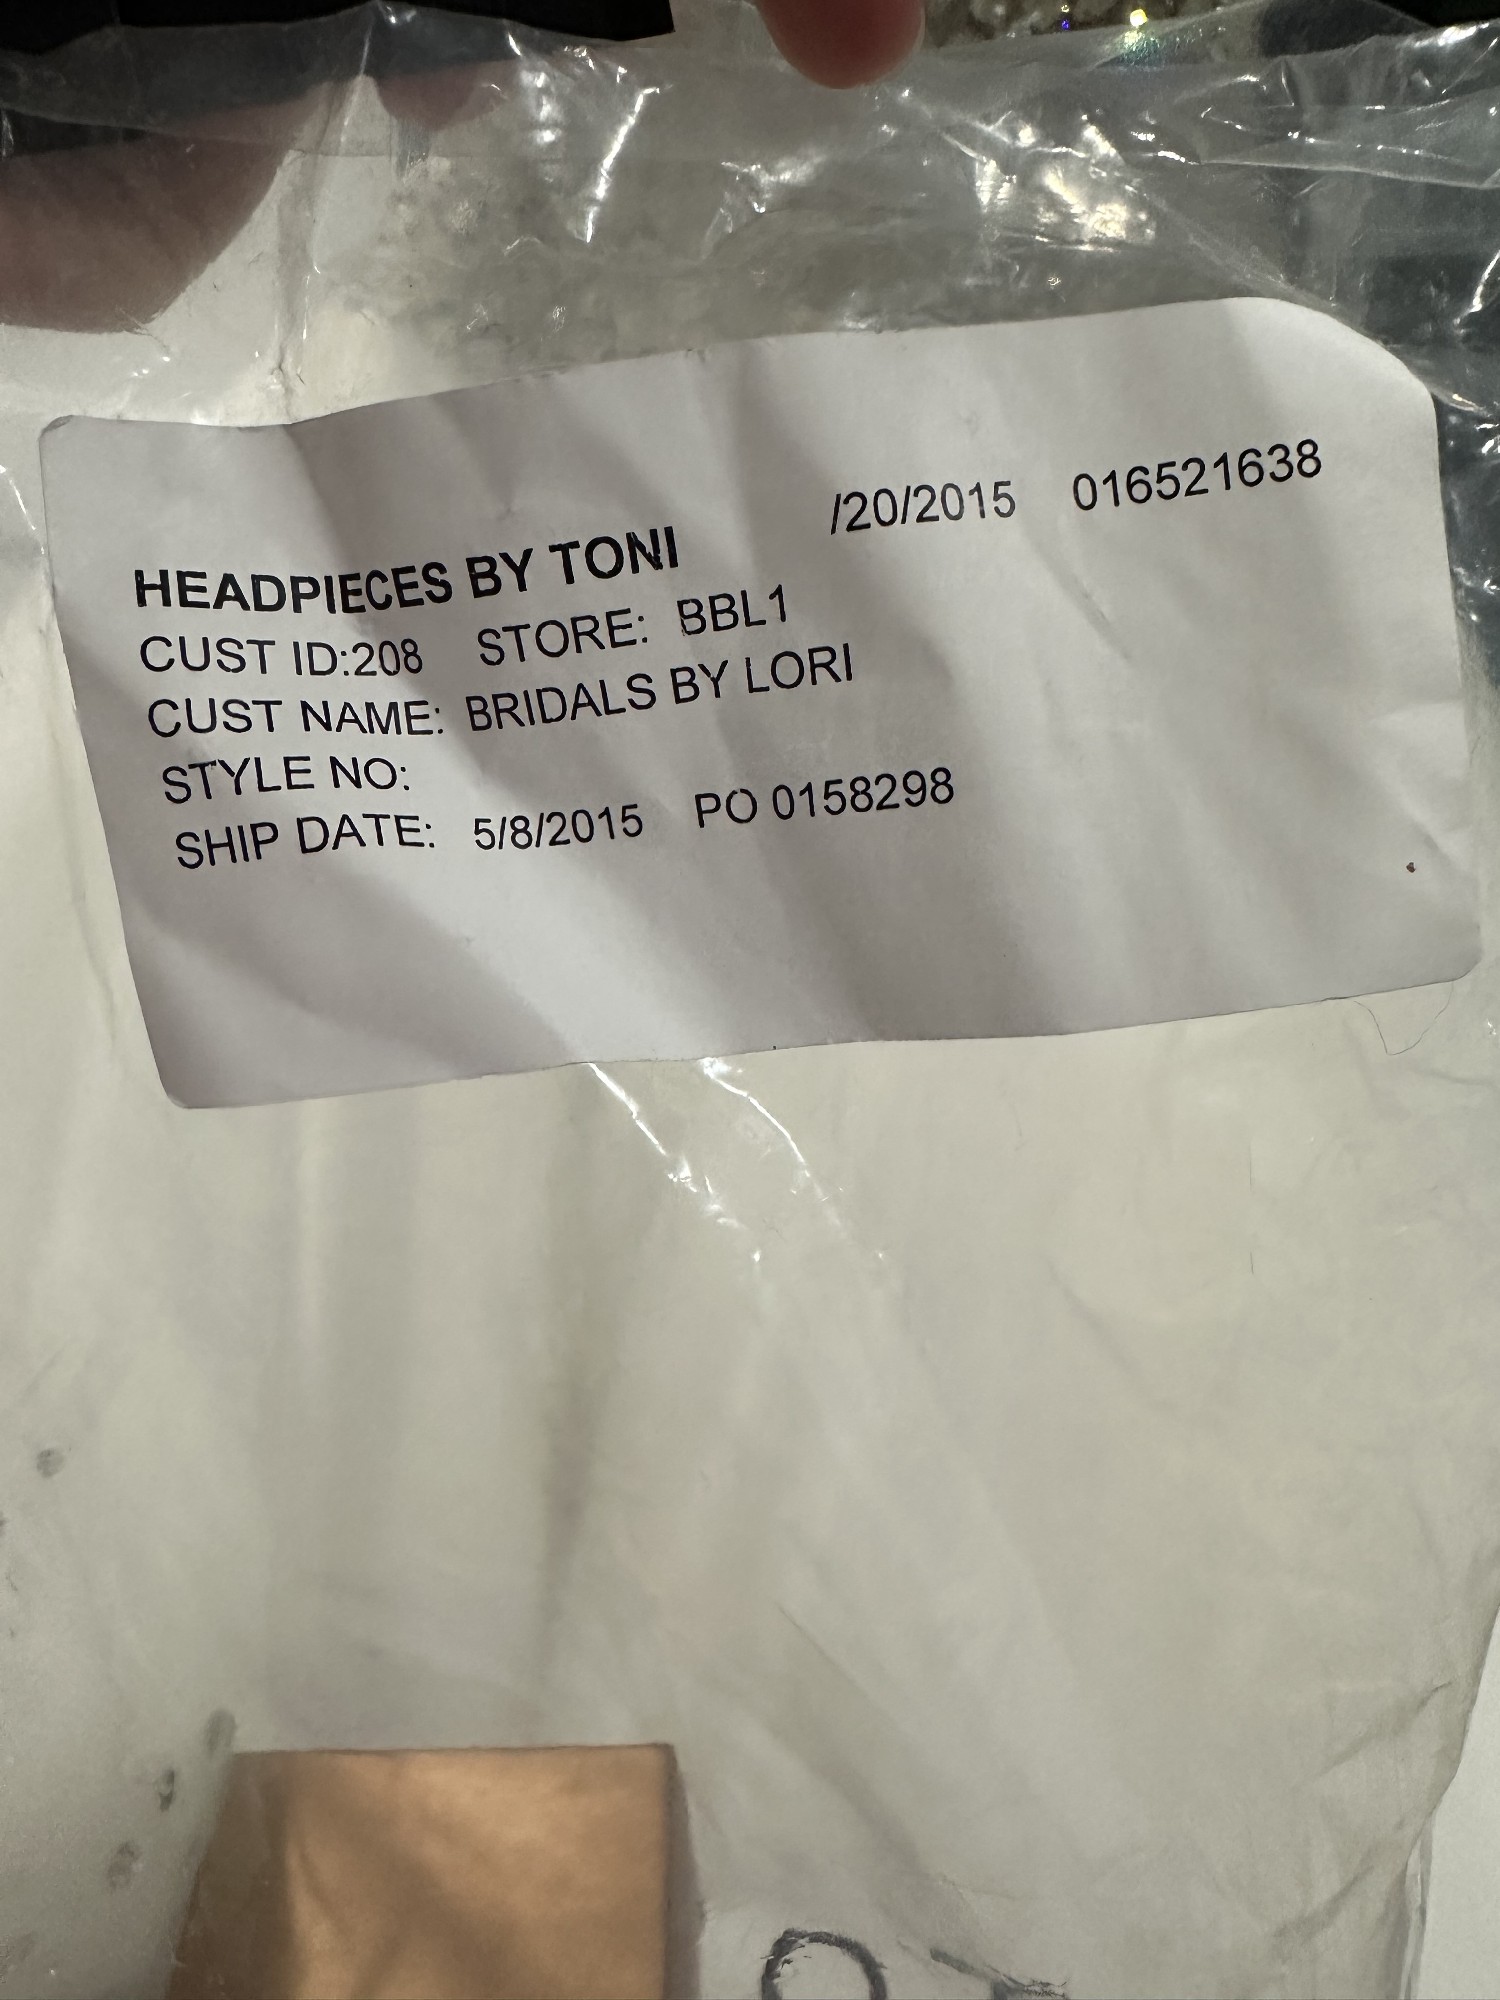 /20/2015 016521638
HEADPIECES BY TONI
CUST ID:208 STORE: BBL1
CUST NAME: BRIDALS BY LORI
STYLE NO:
SHIP DATE: 5/8/2015 PO 0158298